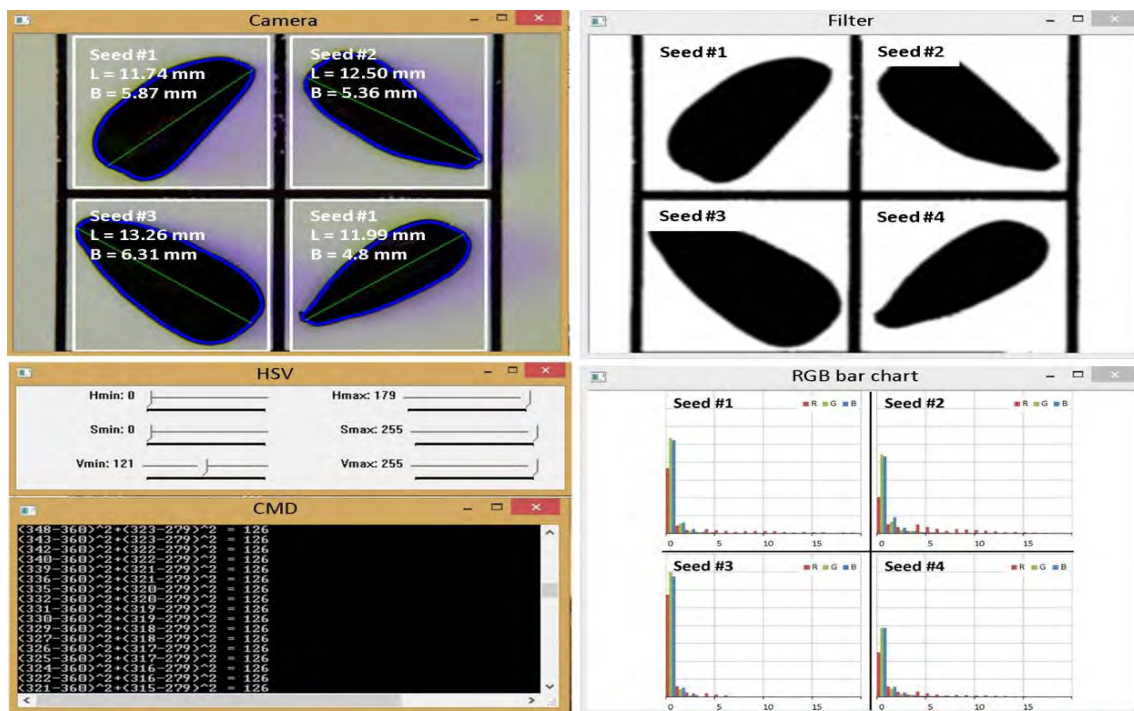 Camera
Seed #1
L = 11.74 mm
B = 5.87 mm
Seed #2
L = 12.50 mm
B = 5.36 mm
Seed #3
L = 13.26 mm
B = 6.31 mm
Seed #1
L = 11.99 mm
B = 4.8 mm
Filter
Seed #1
Seed #2
Seed #3
Seed #4
HSV
Hmin: 0
Hmax: 179
Smin: 0
Smax: 255
Vmin: 121
Vmax: 255
CMD
(348-360)^2+(323-279)^2 = 126
(343-360)^2+(323-279)^2 = 126
(342-360)^2+(322-279)^2 = 126
(340-360)^2+(322-279)^2 = 126
(339-360)^2+(321-279)^2 = 126
(336-360)^2+(321-279)^2 = 126
(335-360)^2+(320-279)^2 = 126
(332-360)^2+(320-279)^2 = 126
(331-360)^2+(319-279)^2 = 126
(330-360)^2+(319-279)^2 = 126
(329-360)^2+(318-279)^2 = 126
(327-360)^2+(318-279)^2 = 126
(326-360)^2+(317-279)^2 = 126
(325-360)^2+(317-279)^2 = 126
(324-360)^2+(316-279)^2 = 126
(322-360)^2+(316-279)^2 = 126
(321-360)^2+(315-279)^2 = 126
RGB bar chart
Seed #1
R G B
0 5 10 15
Seed #2
R G B
0 5 10 15
Seed #3
R G B
0 5 10 15
Seed #4
R G B
0 5 10 15